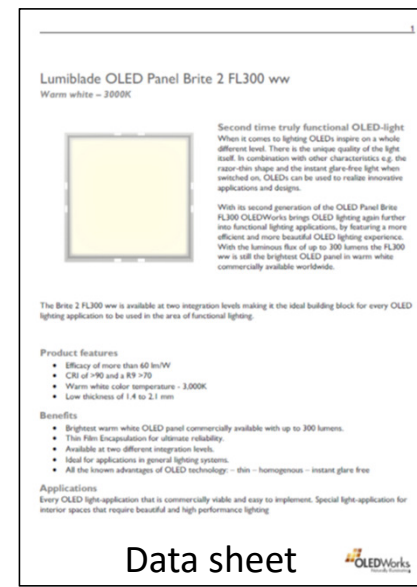 1
Lumiblade OLED Panel Brite 2 FL300 ww
Warm white – 3000K
Second time truly functional OLED-light
When it comes to lighting OLEDs inspire on a whole
different level. There is the unique quality of the light
itself. In combination with other characteristics e.g. the
razor-thin shape and the instant glare-free light when
switched on, OLEDs can be used to realize innovative
applications and designs.
With its second generation of the OLED Panel Brite
FL300 OLEDWorks brings OLED lighting again further
into functional lighting applications, by featuring a more
efficient and more beautiful OLED lighting experience.
With the luminous flux of up to 300 lumens the FL300
ww is still the brightest OLED panel in warm white
commercially available worldwide.
The Brite 2 FL300 ww is available at two integration levels making it the ideal building block for every OLED
lighting application to be used in the area of functional lighting.
Product features
• Efficacy of more than 60 lm/W
• CRI of >90 and a R9 >70
• Warm white color temperature - 3,000K
• Low thickness of 1.4 to 2.1 mm
Benefits
• Brightest warm white OLED panel commercially available with up to 300 lumens.
• Thin Film Encapsulation for ultimate reliability.
• Available at two different integration levels.
• Ideal for applications in general lighting systems.
• All the known advantages of OLED technology: – thin – homogenous – instant glare free
Applications
Every OLED light-application that is commercially viable and easy to implement. Special light-application for
interior spaces that require beautiful and high performance lighting
Data sheet
OLEDWorks